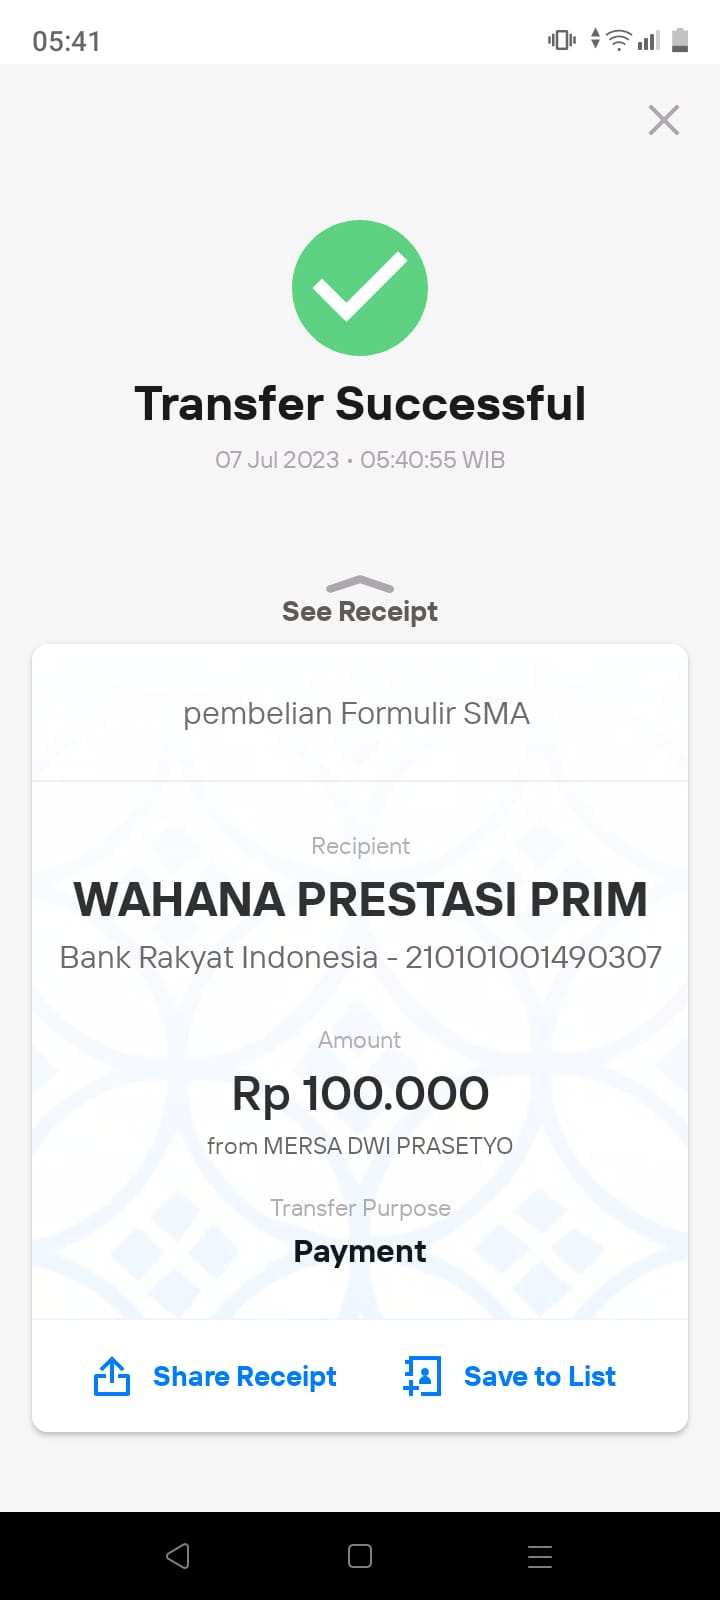 05:41
Transfer Successful
07 Jul 2023 • 05:40:55 WIB
See Receipt
pembelian Formulir SMA
Recipient
WAHANA PRESTASI PRIM
Bank Rakyat Indonesia - 210101001490307
Amount
Rp 100.000
from MERSA DWI PRASETYO
Transfer Purpose
Payment
Share Receipt
Save to List